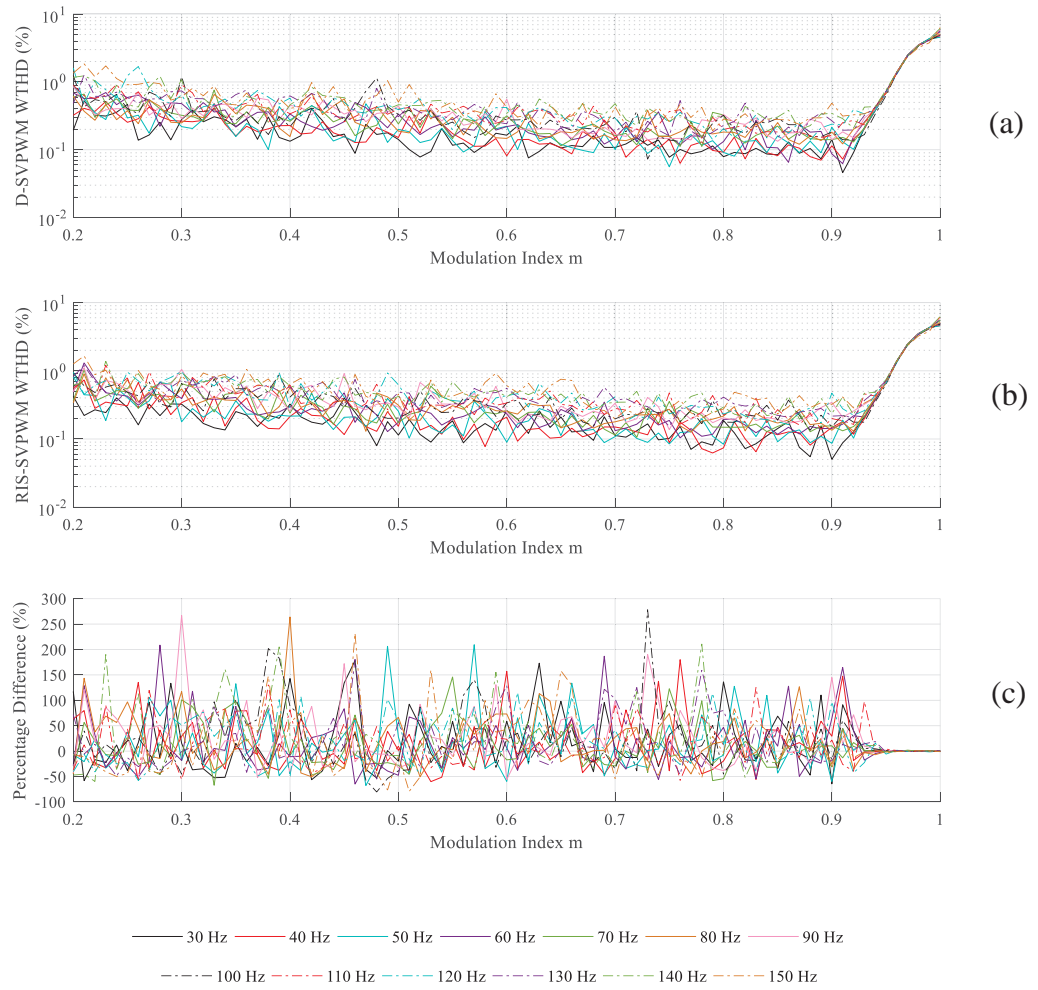 10^1
10^0
10^-1
10^-2
D-SVPWM WTHD (%)
0.2 0.3 0.4 0.5 0.6 0.7 0.8 0.9 1
Modulation Index m
(a)
10^1
10^0
10^-1
10^-2
RIS-SVPWM WTHD (%)
0.2 0.3 0.4 0.5 0.6 0.7 0.8 0.9 1
Modulation Index m
(b)
300
250
200
150
100
50
0
-50
-100
Percentage Difference (%)
0.2 0.3 0.4 0.5 0.6 0.7 0.8 0.9 1
Modulation Index m
(c)
30 Hz 40 Hz 50 Hz 60 Hz 70 Hz 80 Hz 90 Hz
100 Hz 110 Hz 120 Hz 130 Hz 140 Hz 150 Hz